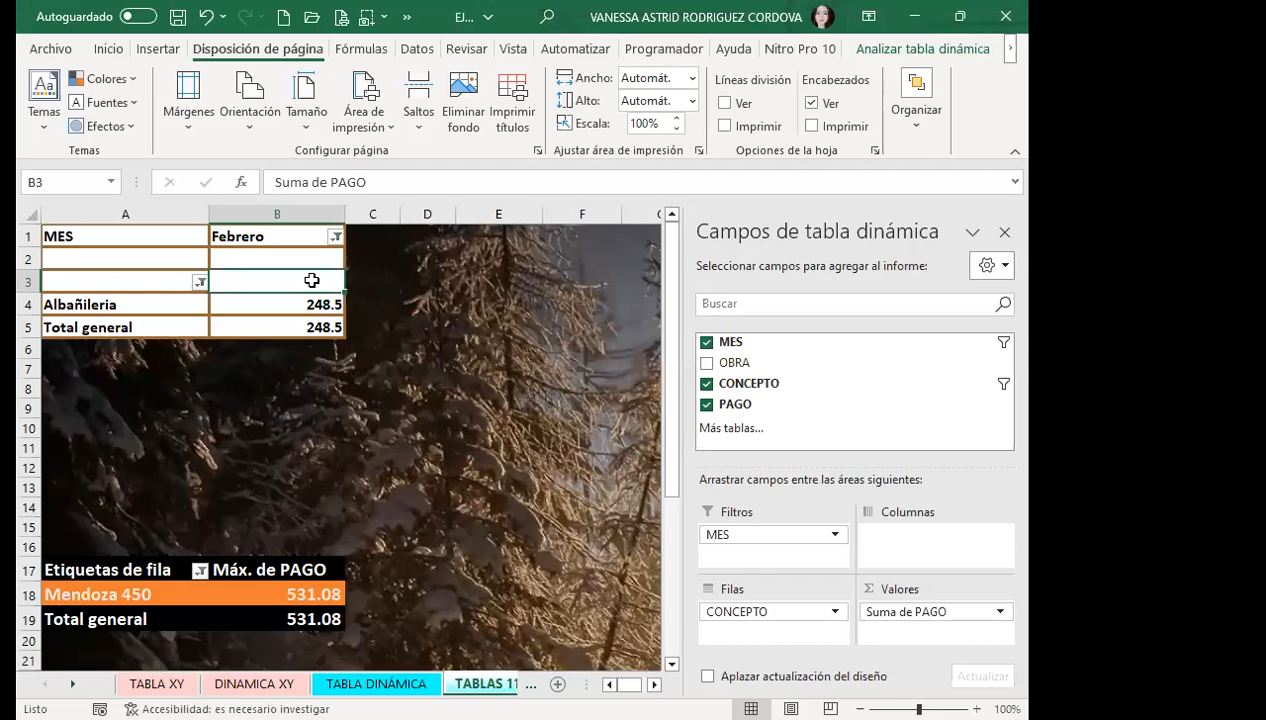 Autoguardado
EJ...
VANESSA ASTRID RODRIGUEZ CORDOVA
Archivo Inicio Insertar Disposición de página Fórmulas Datos Revisar Vista Automatizar Programador Ayuda Nitro Pro 10 Analizar tabla dinámica
Aa
Temas
Colores
A Fuentes
Efectos
Temas
Márgenes
Orientación
Tamaño
Área de impresión
Saltos
Eliminar fondo
Imprimir títulos
Configurar página
Ancho: Automát.
Alto: Automát.
Escala: 100%
Ajustar área de impresión
Líneas división
Ver
Imprimir
Encabezados
Ver
Imprimir
Opciones de la hoja
Organizar
B3
fx
Suma de PAGO
A B C D E F
1 MES Febrero
2
3
4 Albañileria 248.5
5 Total general 248.5
6
7
8
9
10
11
12
13
14
15
16
17 Etiquetas de fila Máx. de PAGO
18 Mendoza 450 531.08
19 Total general 531.08
20
21
Campos de tabla dinámica
Seleccionar campos para agregar al informe:
Buscar
MES
OBRA
CONCEPTO
PAGO
Más tablas...
Arrastrar campos entre las áreas siguientes:
Filtros
MES
Columnas
Filas
CONCEPTO
Σ Valores
Suma de PAGO
Aplazar actualización del diseño
Actualizar
TABLA XY DINAMICA XY TABLA DINÁMICA TABLAS 11 ...
Listo
Accesibilidad: es necesario investigar
100%